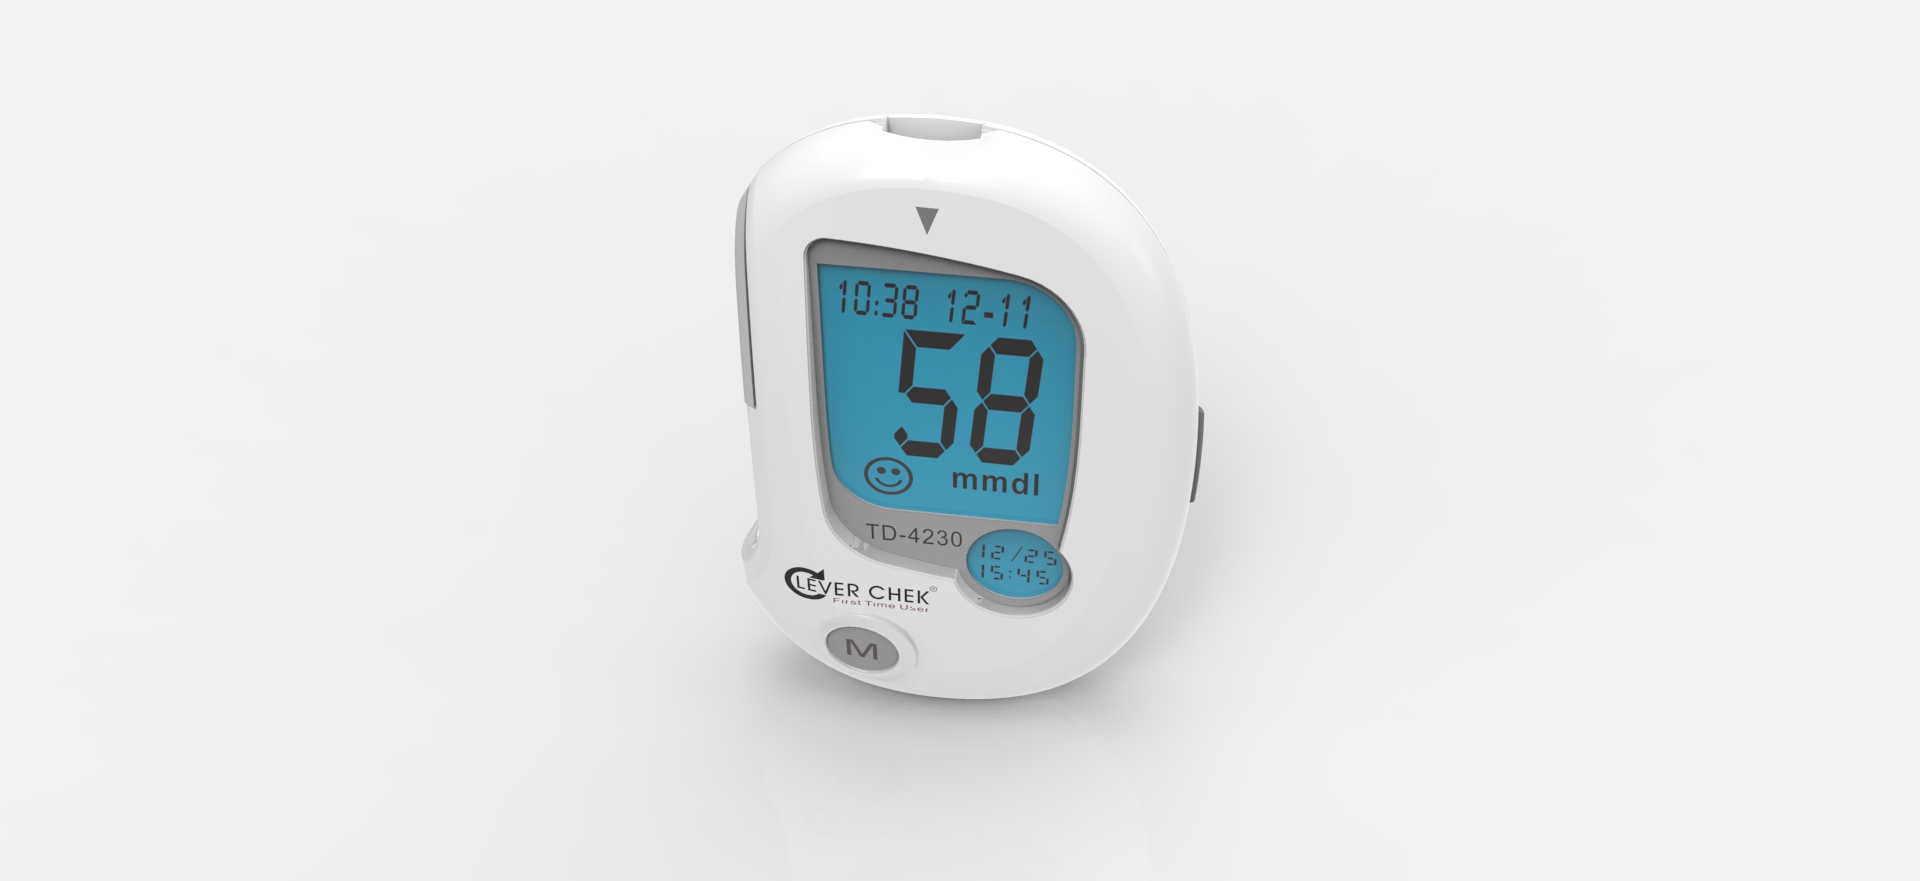 10:38 12-11
58
mmdl
TD-4230
12/25
15:45
CLEVER CHEK®
First Time User
M